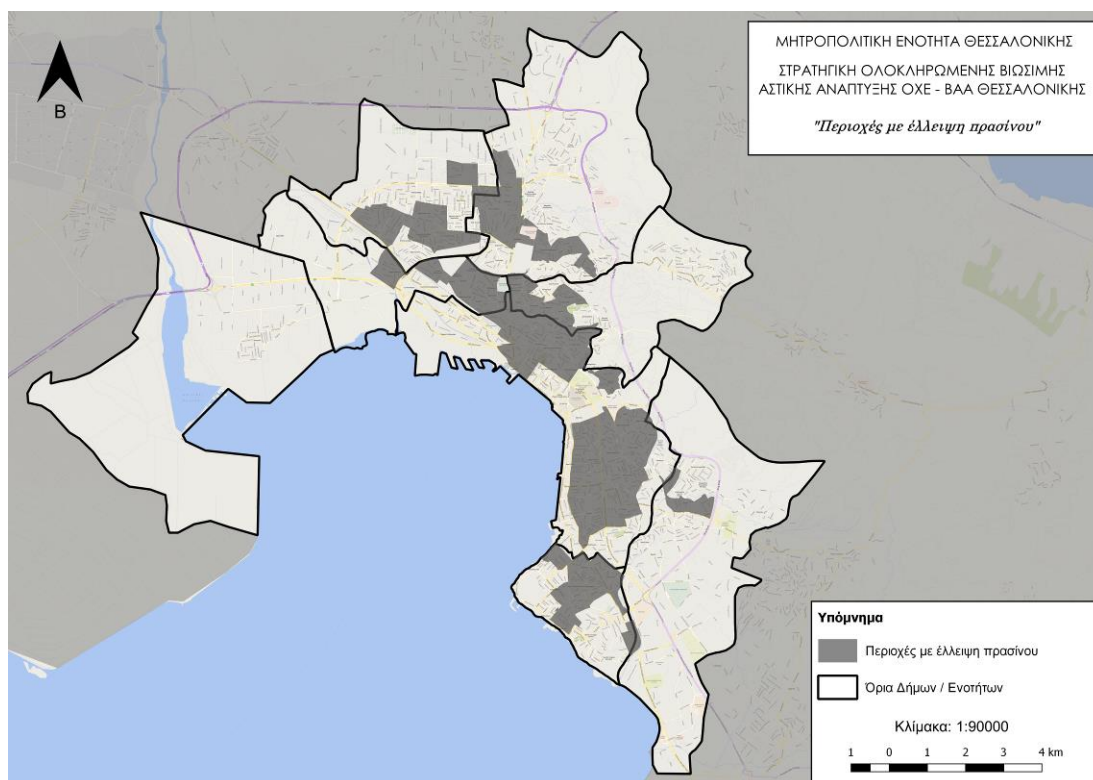 ΜΗΤΡΟΠΟΛΙΤΙΚΗ ΕΝΟΤΗΤΑ ΘΕΣΣΑΛΟΝΙΚΗΣ
ΣΤΡΑΤΗΓΙΚΗ ΟΛΟΚΛΗΡΩΜΕΝΗΣ ΒΙΩΣΙΜΗΣ
ΑΣΤΙΚΗΣ ΑΝΑΠΤΥΞΗΣ ΟΧΕ - ΒΑΑ ΘΕΣΣΑΛΟΝΙΚΗΣ
"Περιοχές με έλλειψη πρασίνου"
Β
Υπόμνημα
Περιοχές με έλλειψη πρασίνου
Όρια Δήμων / Ενοτήτων
Κλίμακα: 1:90000
1 0 1 2 3 4 km